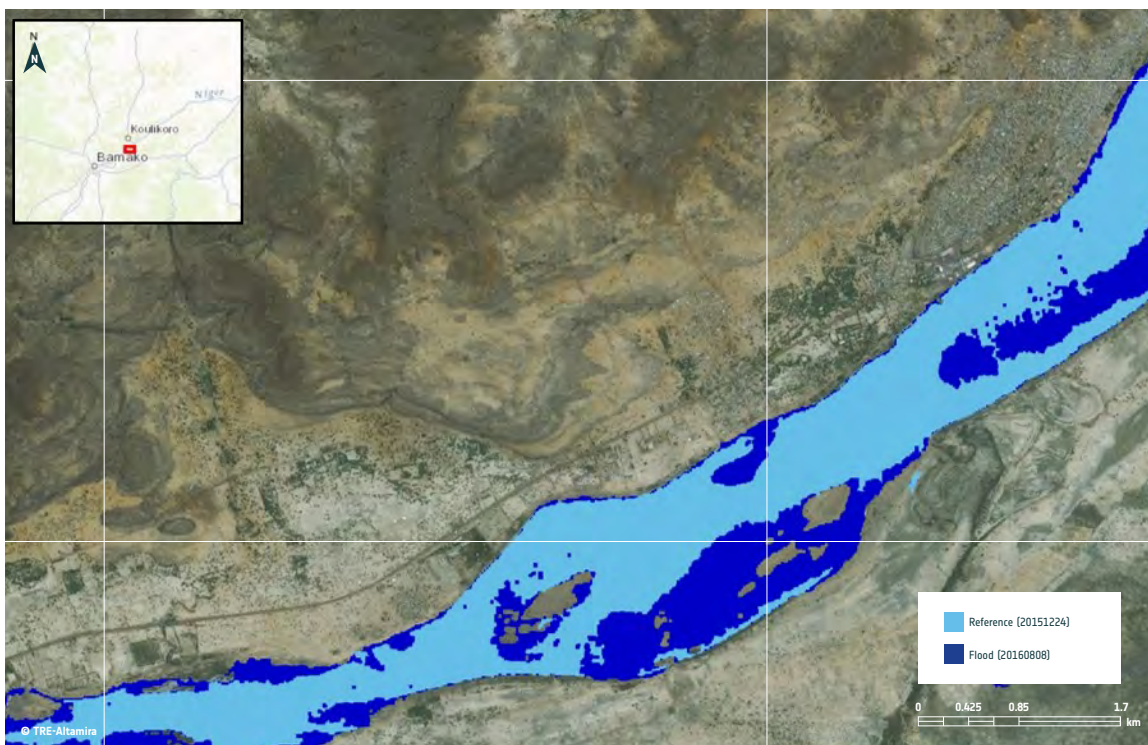 N
N
Niger
Koulikoro
Bamako
Reference (20151224)
Flood (20160808)
0 0.425 0.85 1.7
km
© TRE-Altamira